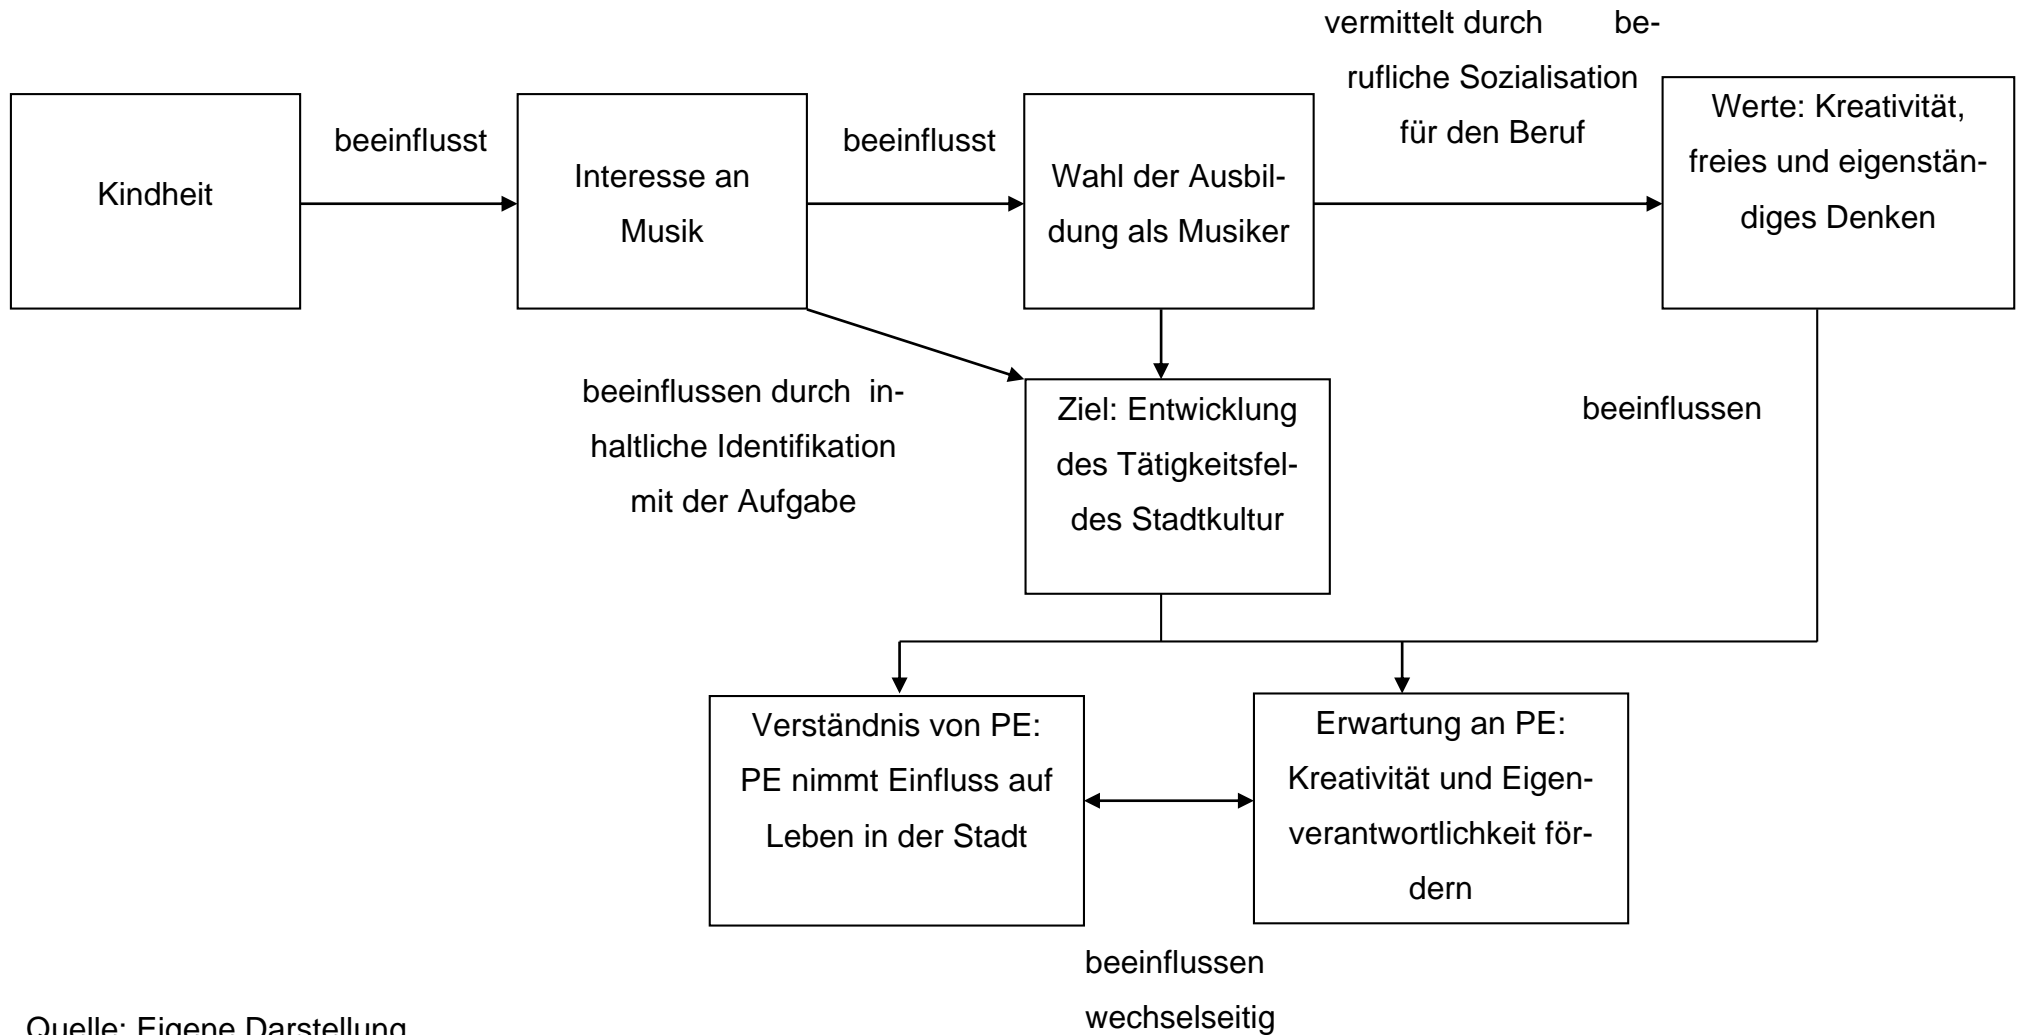 vermittelt durch be-
rufliche Sozialisation
für den Beruf
Kindheit
beeinflusst
Interesse an
Musik
beeinflusst
Wahl der Ausbil-
dung als Musiker
Werte: Kreativität,
freies und eigenstän-
diges Denken
beeinflussen durch in-
haltliche Identifikation
mit der Aufgabe
Ziel: Entwicklung
des Tätigkeitsfel-
des Stadtkultur
beeinflussen
Verständnis von PE:
PE nimmt Einfluss auf
Leben in der Stadt
Erwartung an PE:
Kreativität und Eigen-
verantwortlichkeit för-
dern
beeinflussen
wechselseitig
Quelle: Eigene Darstellung